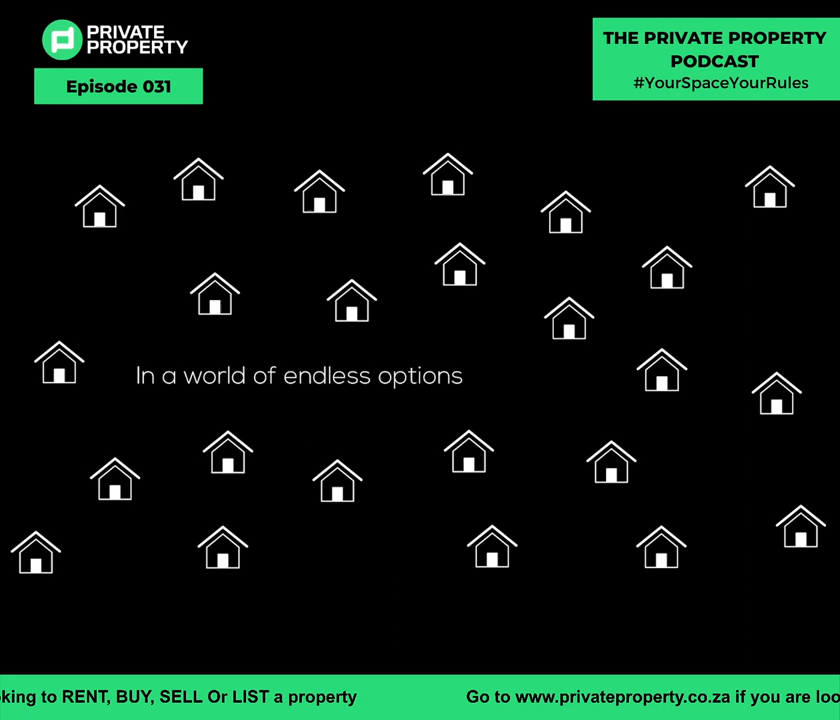 PRIVATE
PROPERTY
Episode 031
THE PRIVATE PROPERTY
PODCAST
#YourSpaceYourRules
In a world of endless options
king to RENT, BUY, SELL Or LIST a property
Go to www.privateproperty.co.za if you are loo